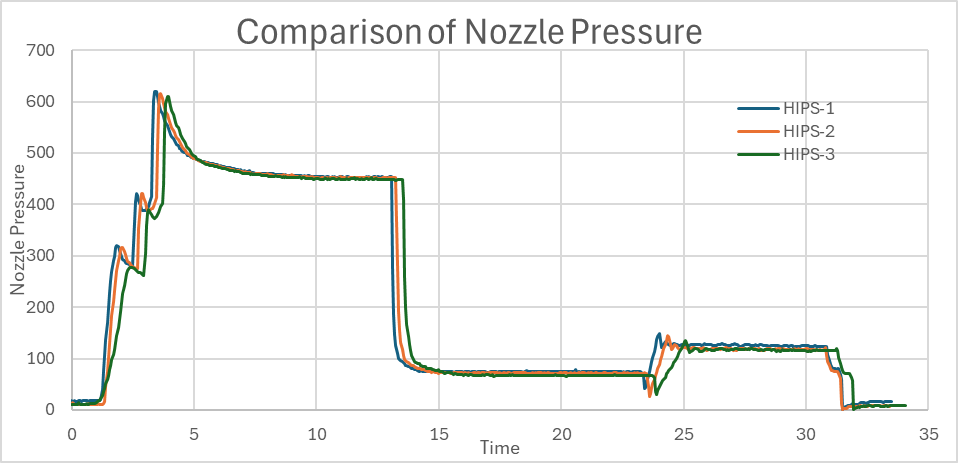 Comparison of Nozzle Pressure
700
600
500
400
300
200
100
0
Nozzle Pressure
HIPS-1
HIPS-2
HIPS-3
0 5 10 15 20 25 30 35
Time